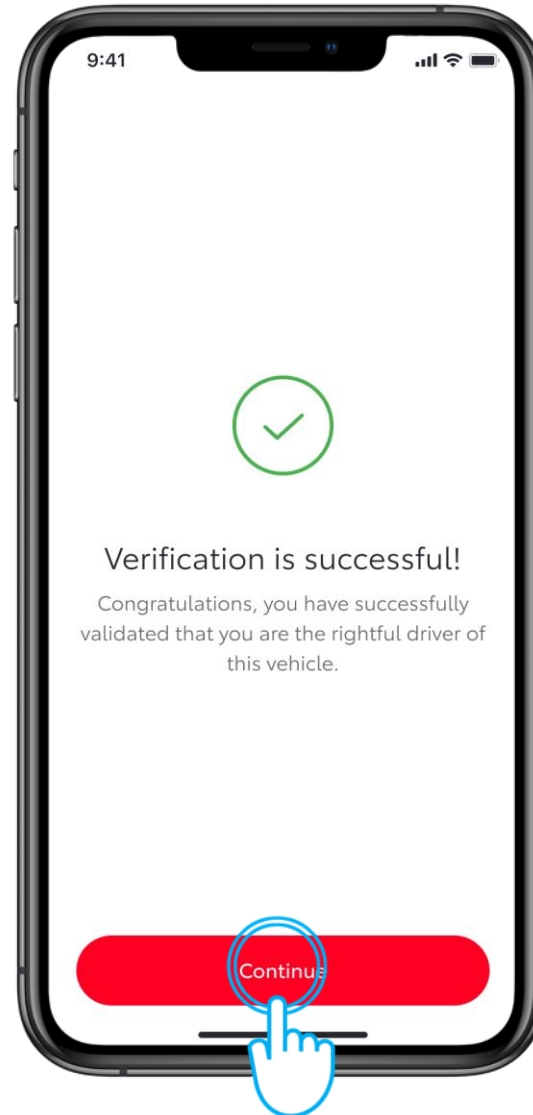 9:41
Verification is successful!
Congratulations, you have successfully
validated that you are the rightful driver of
this vehicle.
Continue